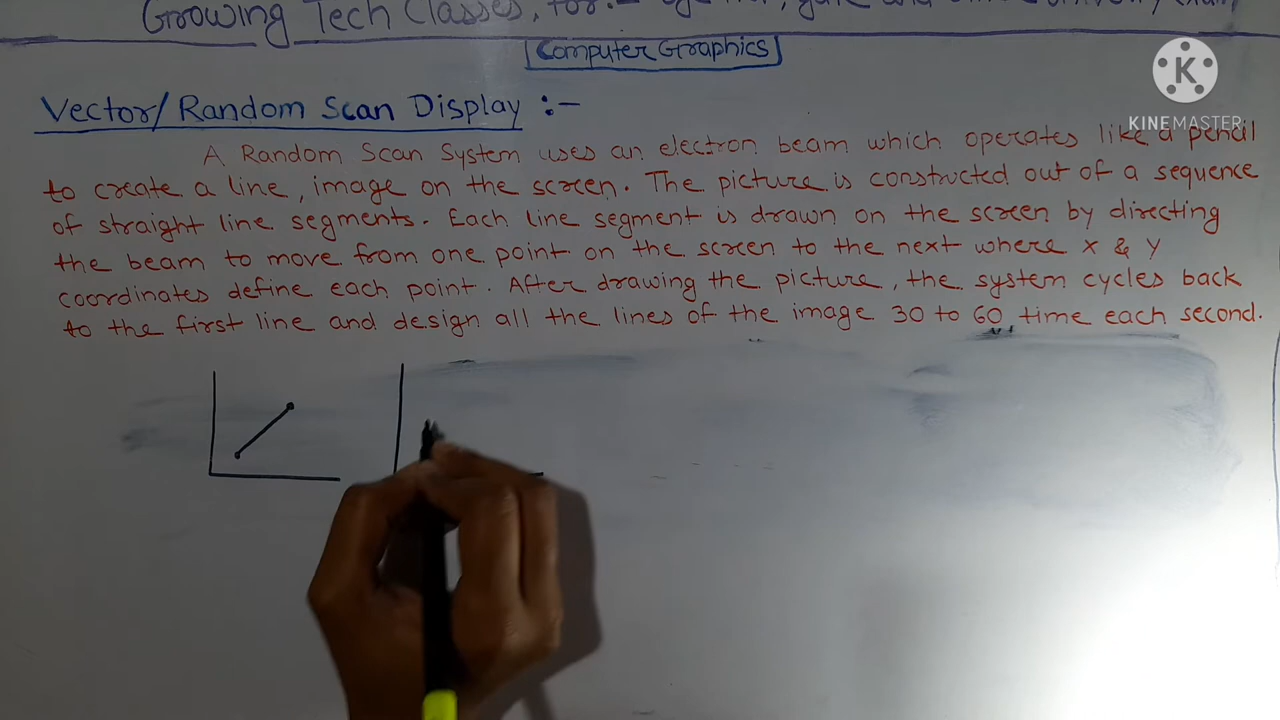 Growing Tech Classes, for:-
Computer Graphics
K
KINEMASTER
Vector/Random Scan Display :-
A Random Scan System uses an electron beam which operates like a pencil
to create a line, image on the screen. The picture is constructed out of a sequence
of straight line segments. Each line segment is drawn on the screen by directing
the beam to move from one point on the screen to the next where x & y
coordinates define each point. After drawing the picture, the system cycles back
to the first line and design all the lines of the image 30 to 60 time each second.